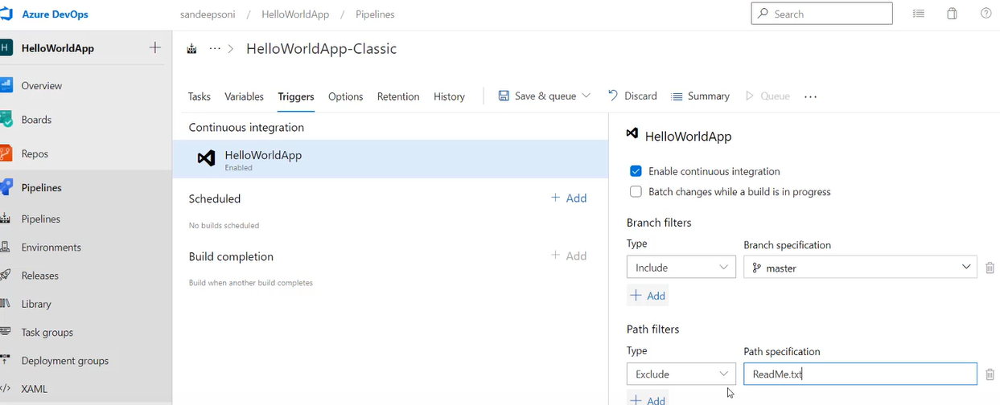 Azure DevOps
sandeepsoni / HelloWorldApp / Pipelines
Search
H HelloWorldApp
··· > HelloWorldApp-Classic
Overview
Boards
Repos
Pipelines
Pipelines
Environments
Releases
Library
Task groups
Deployment groups
XAML
Tasks Variables Triggers Options Retention History Save & queue Discard Summary Queue ···
Continuous integration
HelloWorldApp
Enabled
Scheduled
+ Add
No builds scheduled
Build completion
+ Add
Build when another build completes
HelloWorldApp
Enable continuous integration
Batch changes while a build is in progress
Branch filters
Type Branch specification
Include master
+ Add
Path filters
Type Path specification
Exclude ReadMe.txt
+ Add